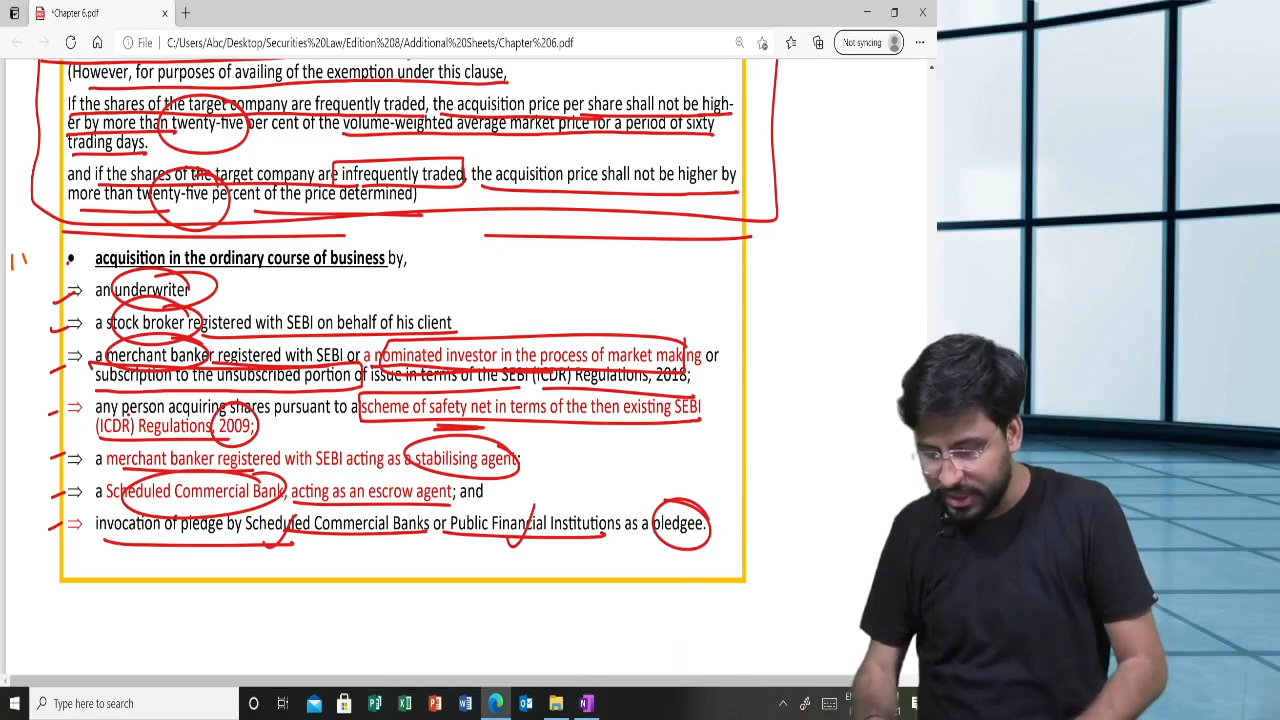 *Chapter 6.pdf
File
C:/Users/Abc/Desktop/Securities%20Law/Edition%208/Additional%20Sheets/Chapter%206.pdf
Not syncing
(However, for purposes of availing of the exemption under this clause,
If the shares of the target company are frequently traded, the acquisition price per share shall not be high-
er by more than twenty-five per cent of the volume-weighted average market price for a period of sixty
trading days.
and if the shares of the target company are infrequently traded, the acquisition price shall not be higher by
more than twenty-five percent of the price determined)
• acquisition in the ordinary course of business by,
⇒ an underwriter
⇒ a stock broker registered with SEBI on behalf of his client
⇒ a merchant banker registered with SEBI or a nominated investor in the process of market making or
subscription to the unsubscribed portion of issue in terms of the SEBI (ICDR) Regulations, 2018;
⇒ any person acquiring shares pursuant to a scheme of safety net in terms of the then existing SEBI
(ICDR) Regulations, 2009;
⇒ a merchant banker registered with SEBI acting as a stabilising agent;
⇒ a Scheduled Commercial Bank, acting as an escrow agent; and
⇒ invocation of pledge by Scheduled Commercial Banks or Public Financial Institutions as a pledgee.
Type here to search